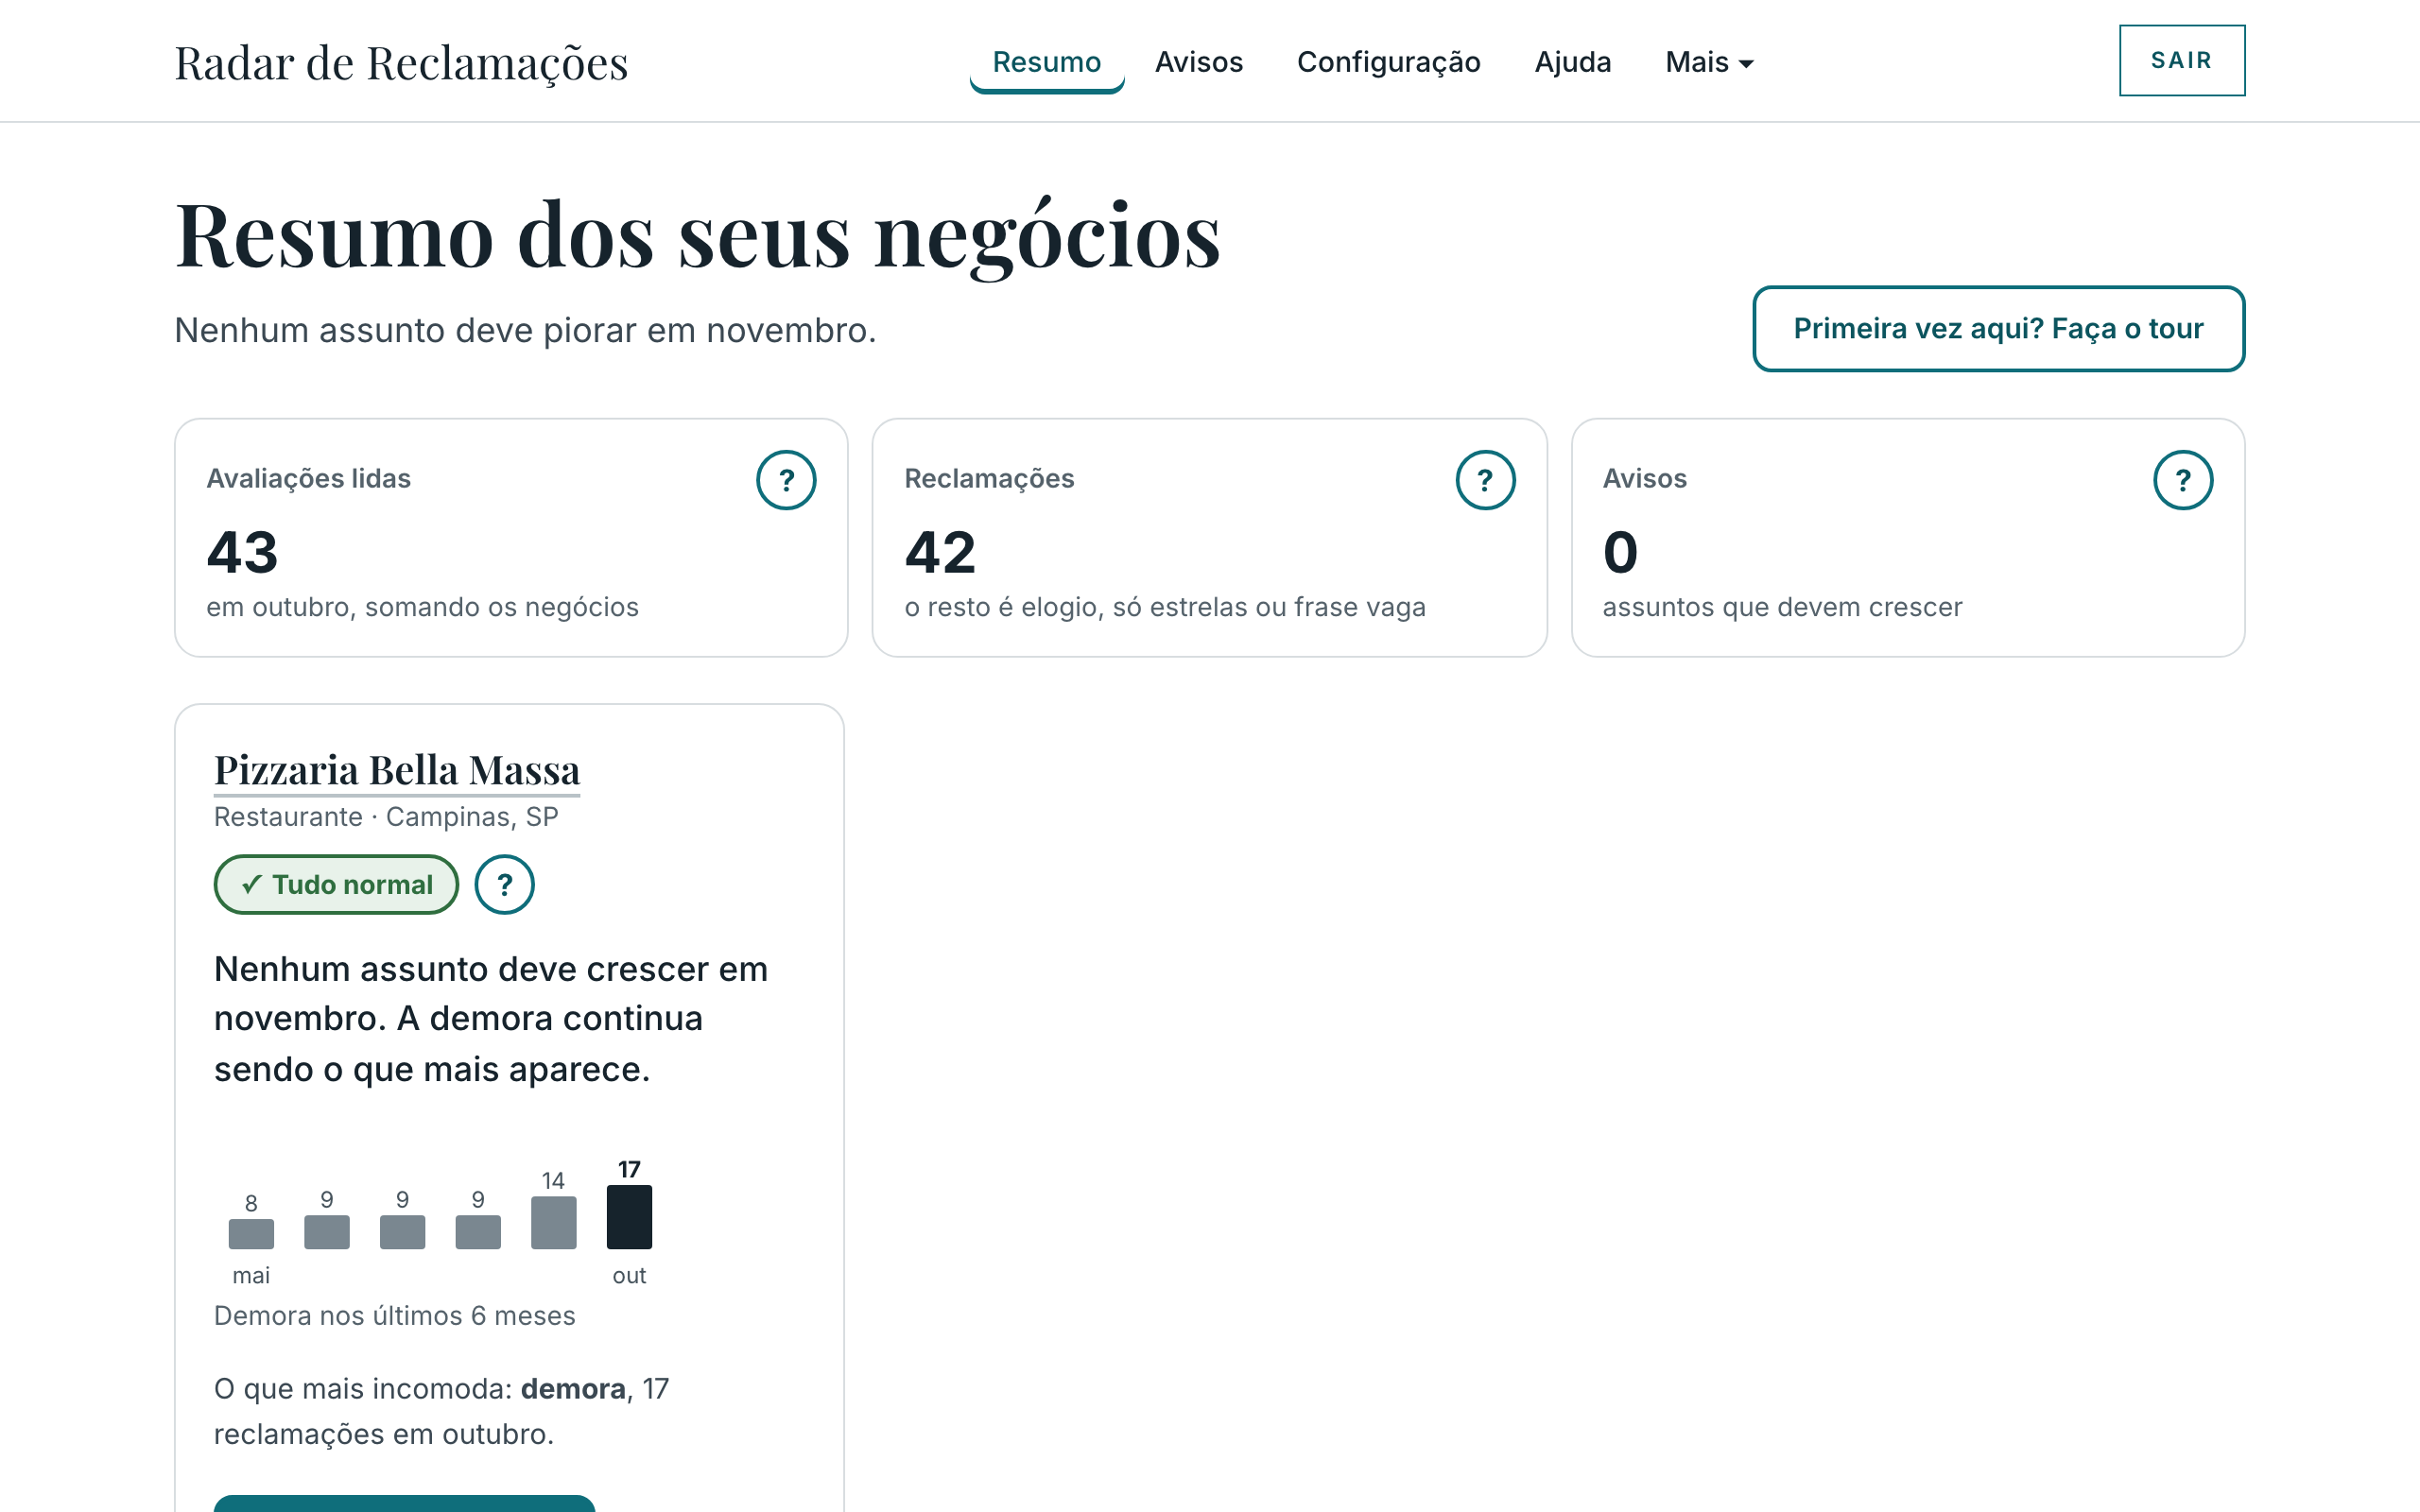 Radar de Reclamações
Resumo
Avisos
Configuração
Ajuda
Mais
SAIR
Resumo dos seus negócios
Nenhum assunto deve piorar em novembro.
Primeira vez aqui? Faça o tour
Avaliações lidas
?
43
em outubro, somando os negócios
Reclamações
?
42
o resto é elogio, só estrelas ou frase vaga
Avisos
?
0
assuntos que devem crescer
Pizzaria Bella Massa
Restaurante · Campinas, SP
✓ Tudo normal
?
Nenhum assunto deve crescer em
novembro. A demora continua
sendo o que mais aparece.
8 9 9 9 14 17
mai out
Demora nos últimos 6 meses
O que mais incomoda: demora, 17
reclamações em outubro.